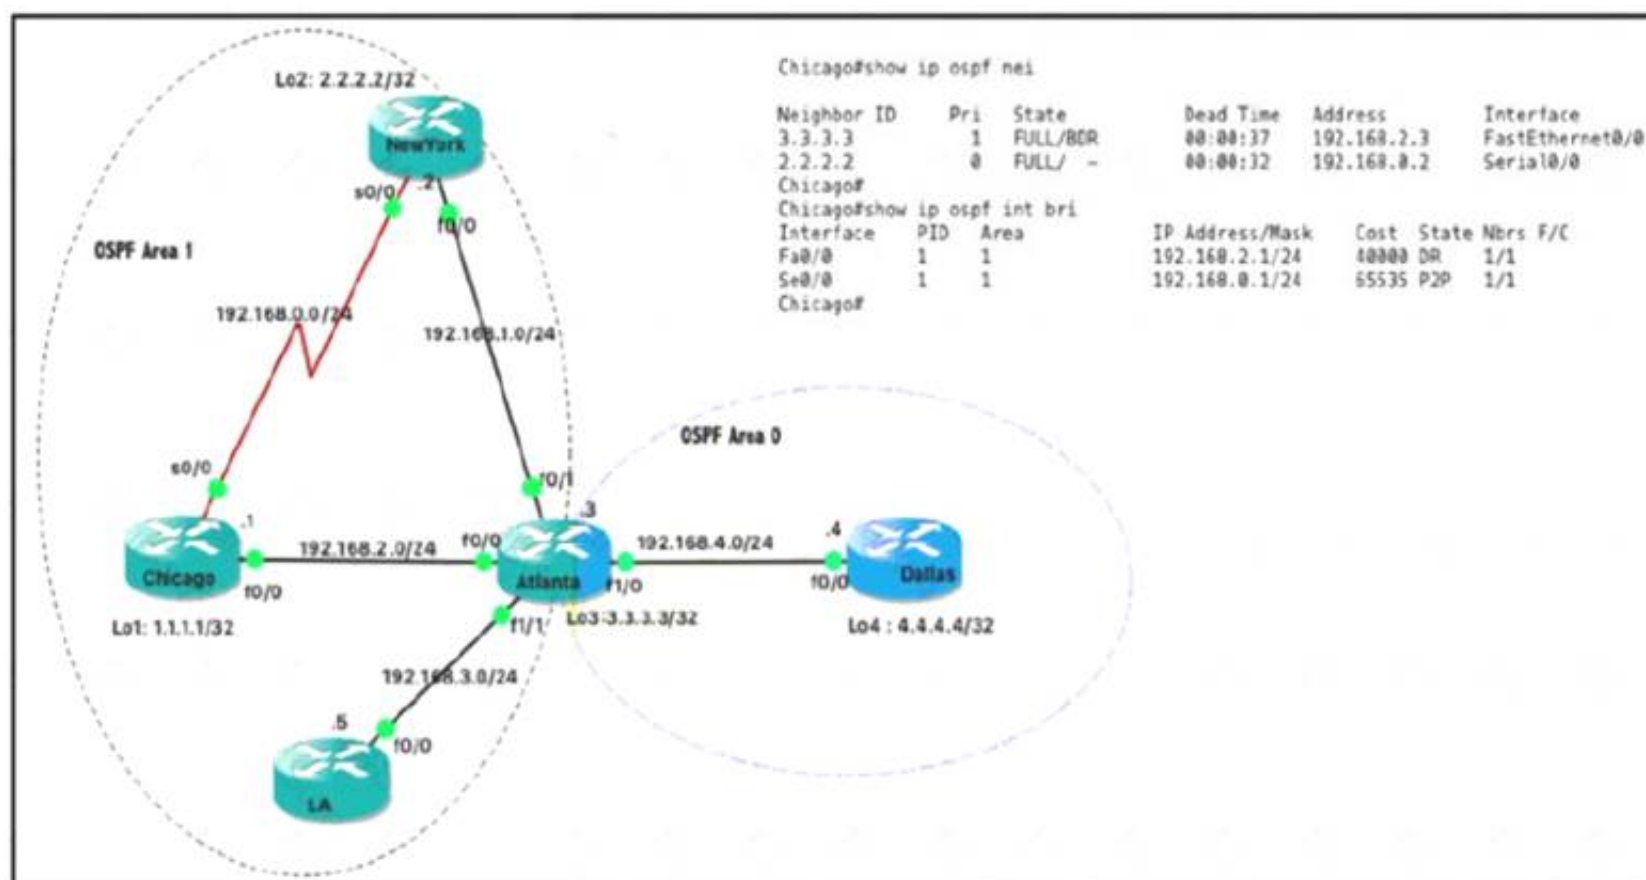 Lo2: 2.2.2.2/32
NewYork
s0/0
.2
f0/0
OSPF Area 1
192.168.0.0/24
192.168.1.0/24
s0/0
f0/1
.1
.3
192.168.2.0/24
f0/0
Chicago
f0/0
Atlanta
Lo1: 1.1.1.1/32
Lo3:3.3.3.3/32
f1/1
192.168.3.0/24
.5
f0/0
LA
OSPF Area 0
192.168.4.0/24
.4
f1/0
f0/0
Dallas
Lo4 : 4.4.4.4/32
Chicago#show ip ospf nei
Neighbor ID Pri State Dead Time Address Interface
3.3.3.3 1 FULL/BDR 00:00:37 192.168.2.3 FastEthernet0/0
2.2.2.2 0 FULL/ - 00:00:32 192.168.0.2 Serial0/0
Chicago#
Chicago#show ip ospf int bri
Interface PID Area IP Address/Mask Cost State Nbrs F/C
Fa0/0 1 1 192.168.2.1/24 40000 DR 1/1
Se0/0 1 1 192.168.0.1/24 65535 P2P 1/1
Chicago#